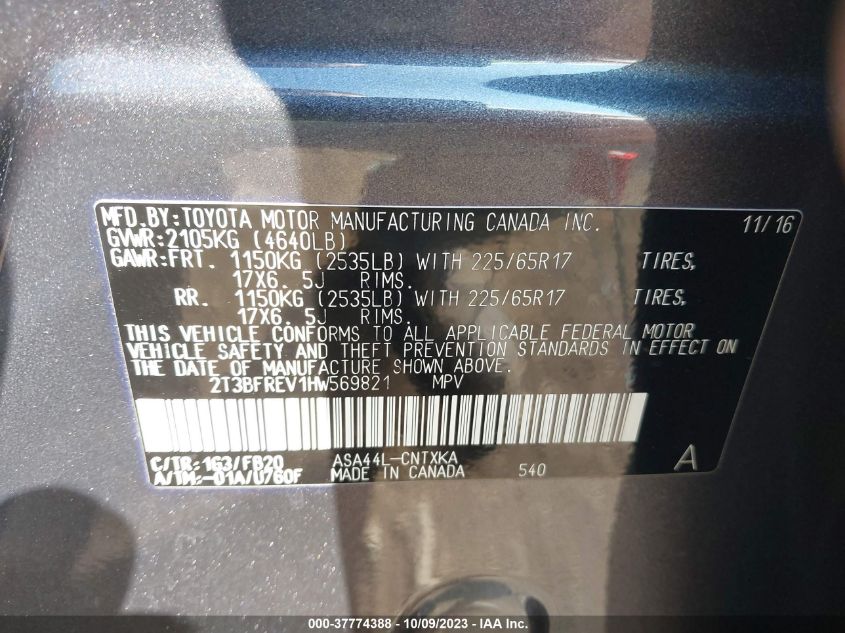 MFD.BY:TOYOTA MOTOR MANUFACTURING CANADA INC. 11/16
GVWR:2105KG (4640LB)
GAWR:FRT. 1150KG (2535LB) WITH 225/65R17 TIRES,
17X6. 5J RIMS.
RR. 1150KG (2535LB) WITH 225/65R17 TIRES,
17X6. 5J RIMS.
THIS VEHICLE CONFORMS TO ALL APPLICABLE FEDERAL MOTOR
VEHICLE SAFETY AND THEFT PREVENTION STANDARDS IN EFFECT ON
THE DATE OF MANUFACTURE SHOWN ABOVE.
2T3BFREV1HW569821 MPV
C/TR:1G3/FB20 ASA44L-CNTXKA
A/TM:-01A/U760F MADE IN CANADA 540 A
000-37774388 - 10/09/2023 - IAA Inc.